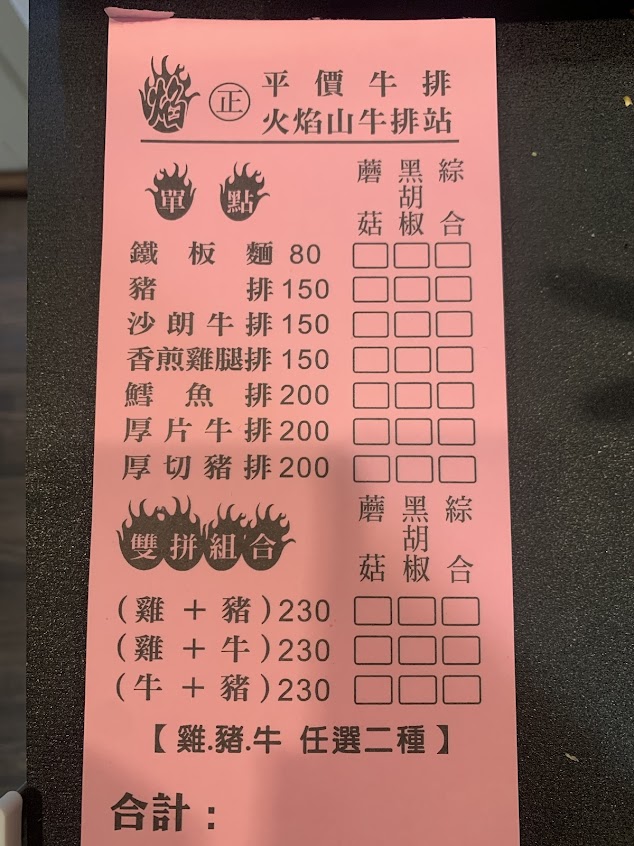 焰 正 平價牛排
火焰山牛排站
單點 蘑菇 黑胡椒 綜合
鐵板麵 80
豬排 150
沙朗牛排 150
香煎雞腿排 150
鱈魚排 200
厚片牛排 200
厚切豬排 200
雙拼組合 蘑菇 黑胡椒 綜合
(雞+豬) 230
(雞+牛) 230
(牛+豬) 230
【雞.豬.牛 任選二種】
合計：